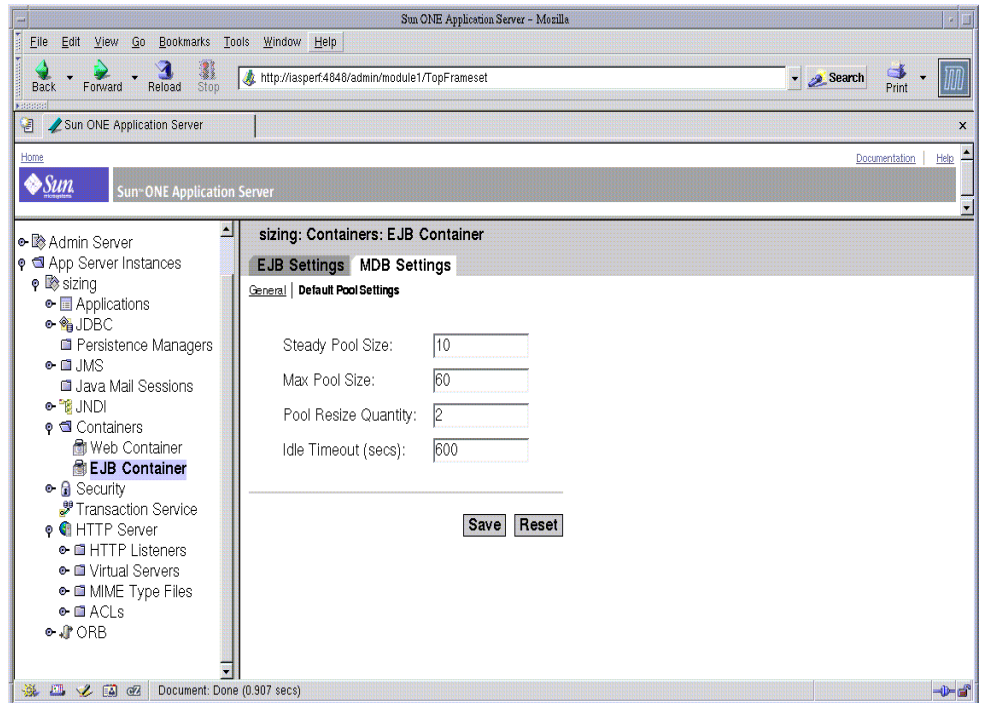 Sun ONE Application Server - Mozilla
File Edit View Go Bookmarks Tools Window Help
Back Forward Reload Stop http://iasperf:4848/admin/module1/TopFrameset Search Print
Sun ONE Application Server x
Home Documentation | Help
Sun microsystems Sun™ ONE Application Server
Admin Server
App Server Instances
sizing
Applications
JDBC
Persistence Managers
JMS
Java Mail Sessions
JNDI
Containers
Web Container
EJB Container
Security
Transaction Service
HTTP Server
HTTP Listeners
Virtual Servers
MIME Type Files
ACLs
ORB
sizing: Containers: EJB Container
EJB Settings MDB Settings
General | Default Pool Settings
Steady Pool Size: 10
Max Pool Size: 60
Pool Resize Quantity: 2
Idle Timeout (secs): 600
Save Reset
Document: Done (0.907 secs)